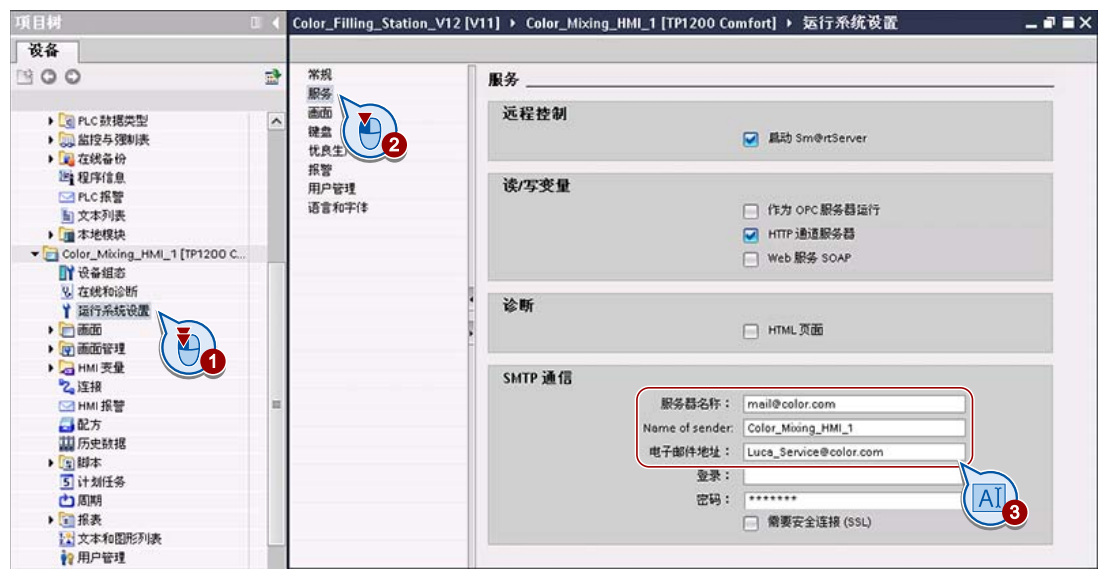 项目树
设备
PLC 数据类型
监控与强制表
在线备份
程序信息
PLC 报警
文本列表
本地模块
Color_Mixing_HMI_1 [TP1200 C...
设备组态
在线和诊断
运行系统设置
1
画面
画面管理
HMI 变量
连接
HMI 报警
配方
历史数据
脚本
计划任务
周期
报表
文本和图形列表
用户管理
Color_Filling_Station_V12 [V11] ▸ Color_Mixing_HMI_1 [TP1200 Comfort] ▸ 运行系统设置
常规
服务
画面
键盘
2
优良生
报警
用户管理
语言和字体
服务
远程控制
启动 Sm@rtServer
读/写变量
作为 OPC 服务器运行
HTTP 通道服务器
Web 服务 SOAP
诊断
HTML 页面
SMTP 通信
服务器名称： mail@color.com
Name of sender: Color_Mixing_HMI_1
电子邮件地址： Luca_Service@color.com
登录：
密码： *******
AI 3
需要安全连接 (SSL)